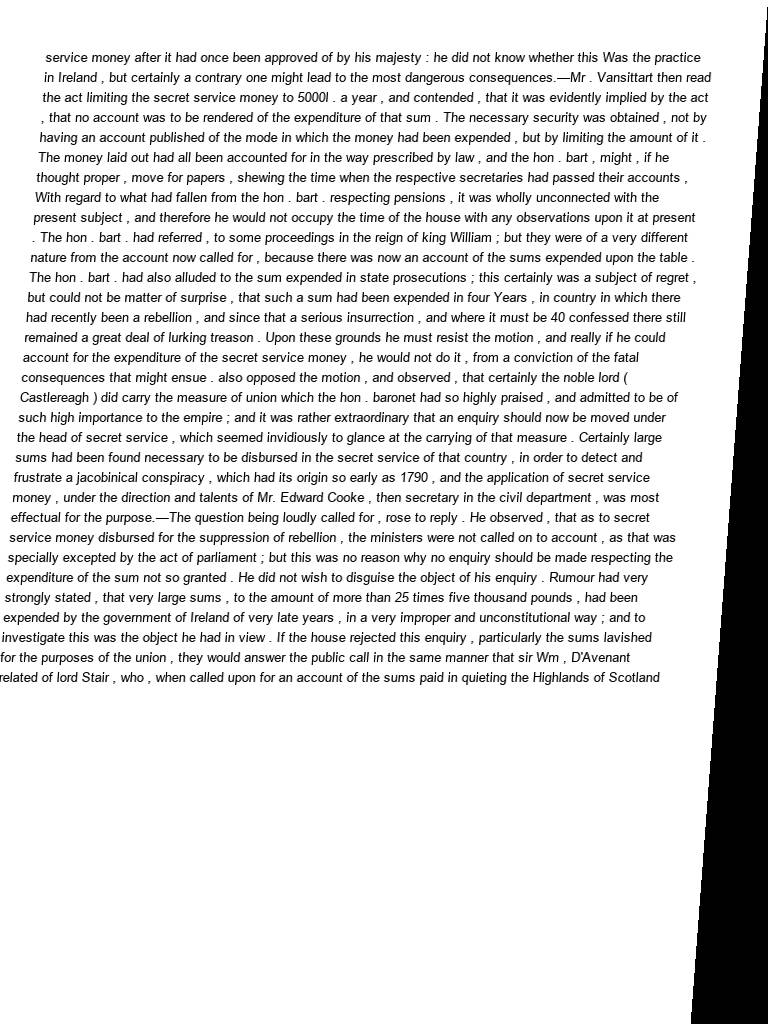 service money after it had once been approved of by his majesty : he did not know whether this Was the practice
in Ireland , but certainly a contrary one might lead to the most dangerous consequences.—Mr . Vansittart then read
the act limiting the secret service money to 5000l . a year , and contended , that it was evidently implied by the act
, that no account was to be rendered of the expenditure of that sum . The necessary security was obtained , not by
having an account published of the mode in which the money had been expended , but by limiting the amount of it .
The money laid out had all been accounted for in the way prescribed by law , and the hon . bart , might , if he
thought proper , move for papers , shewing the time when the respective secretaries had passed their accounts ,
With regard to what had fallen from the hon . bart . respecting pensions , it was wholly unconnected with the
present subject , and therefore he would not occupy the time of the house with any observations upon it at present
. The hon . bart . had referred , to some proceedings in the reign of king William ; but they were of a very different
nature from the account now called for , because there was now an account of the sums expended upon the table .
The hon . bart . had also alluded to the sum expended in state prosecutions ; this certainly was a subject of regret ,
but could not be matter of surprise , that such a sum had been expended in four Years , in country in which there
had recently been a rebellion , and since that a serious insurrection , and where it must be 40 confessed there still
remained a great deal of lurking treason . Upon these grounds he must resist the motion , and really if he could
account for the expenditure of the secret service money , he would not do it , from a conviction of the fatal
consequences that might ensue . also opposed the motion , and observed , that certainly the noble lord (
Castlereagh ) did carry the measure of union which the hon . baronet had so highly praised , and admitted to be of
such high importance to the empire ; and it was rather extraordinary that an enquiry should now be moved under
the head of secret service , which seemed invidiously to glance at the carrying of that measure . Certainly large
sums had been found necessary to be disbursed in the secret service of that country , in order to detect and
frustrate a jacobinical conspiracy , which had its origin so early as 1790 , and the application of secret service
money , under the direction and talents of Mr. Edward Cooke , then secretary in the civil department , was most
effectual for the purpose.—The question being loudly called for , rose to reply . He observed , that as to secret
service money disbursed for the suppression of rebellion , the ministers were not called on to account , as that was
specially excepted by the act of parliament ; but this was no reason why no enquiry should be made respecting the
expenditure of the sum not so granted . He did not wish to disguise the object of his enquiry . Rumour had very
strongly stated , that very large sums , to the amount of more than 25 times five thousand pounds , had been
expended by the government of Ireland of very late years , in a very improper and unconstitutional way ; and to
investigate this was the object he had in view . If the house rejected this enquiry , particularly the sums lavished
for the purposes of the union , they would answer the public call in the same manner that sir Wm , D'Avenant
related of lord Stair , who , when called upon for an account of the sums paid in quieting the Highlands of Scotland